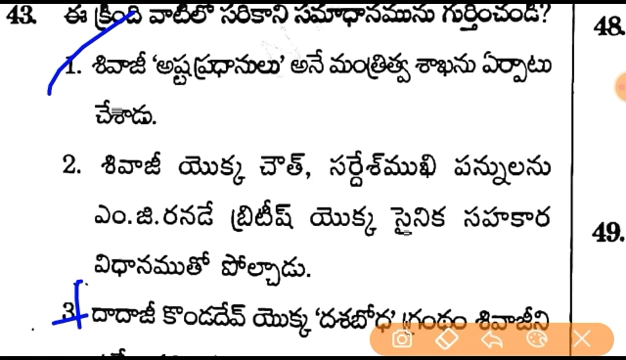 43. ఈ క్రింది వాటిలో సరికాని సమాధానమును గుర్తించండి?
48.
1. శివాజీ 'అష్టప్రధానులు' అనే మంత్రిత్వ శాఖను ఏర్పాటు
చేశాడు.
2. శివాజీ యొక్క చౌత్, సర్దేశ్‌ముఖి పన్నులను
ఎం.జి.రనడే బ్రిటీష్ యొక్క సైనిక సహకార
49.
విధానముతో పోల్చాడు.
3. దాదాజీ కొండదేవ్ యొక్క 'దశబోధ' గ్రంథం శివాజీని